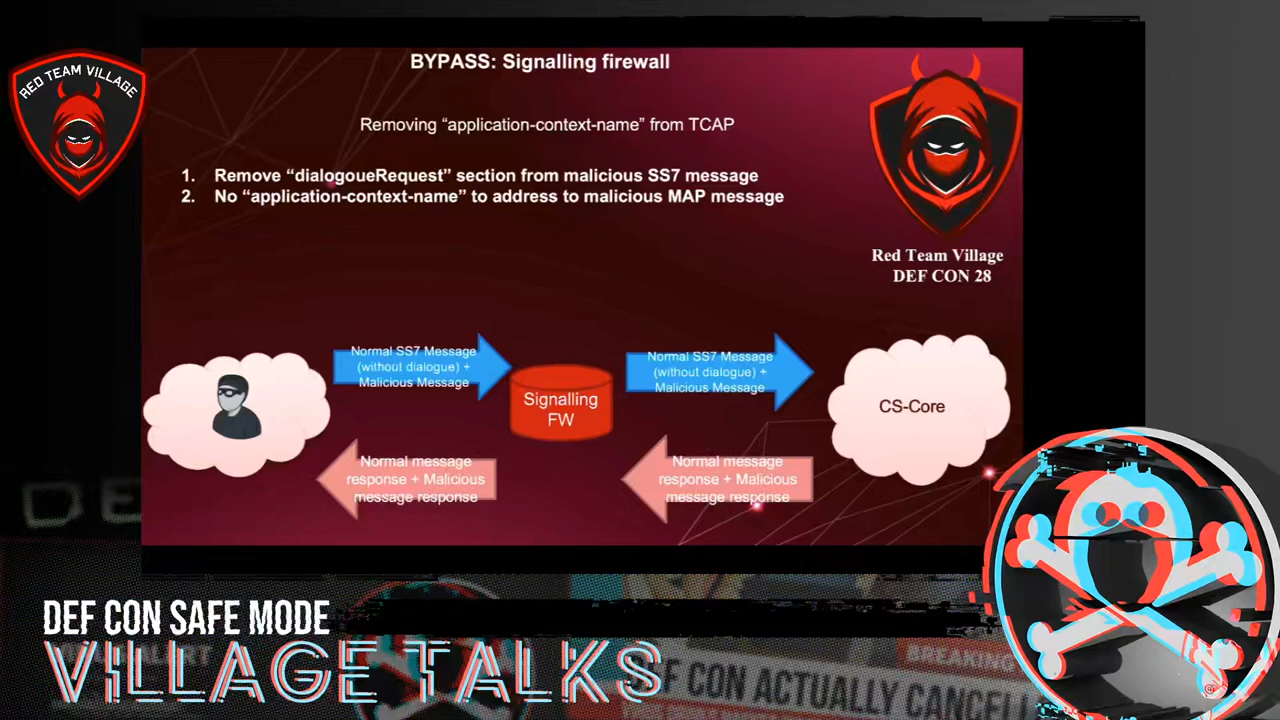 RED TEAM VILLAGE
BYPASS: Signalling firewall
Removing “application-context-name” from TCAP
1. Remove “dialogoueRequest” section from malicious SS7 message
2. No “application-context-name” to address to malicious MAP message
Red Team Village
DEF CON 28
Normal SS7 Message
(without dialogue) +
Malicious Message
Signalling
FW
Normal SS7 Message
(without dialogue) +
Malicious Message
CS-Core
Normal message
response + Malicious
message response
Normal message
response + Malicious
message response
DEF CON SAFE MODE
VILLAGE TALKS
BREAKING
DEF CON ACTUALLY